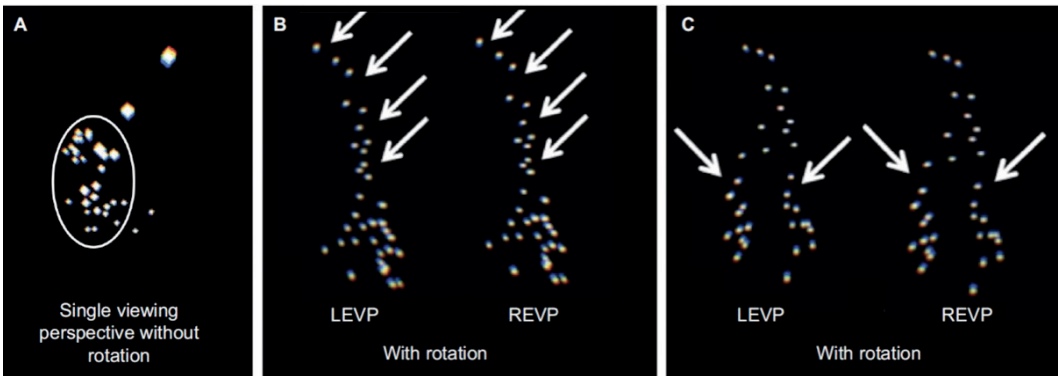 A
Single viewing
perspective without
rotation
B
LEVP
REVP
With rotation
C
LEVP
REVP
With rotation